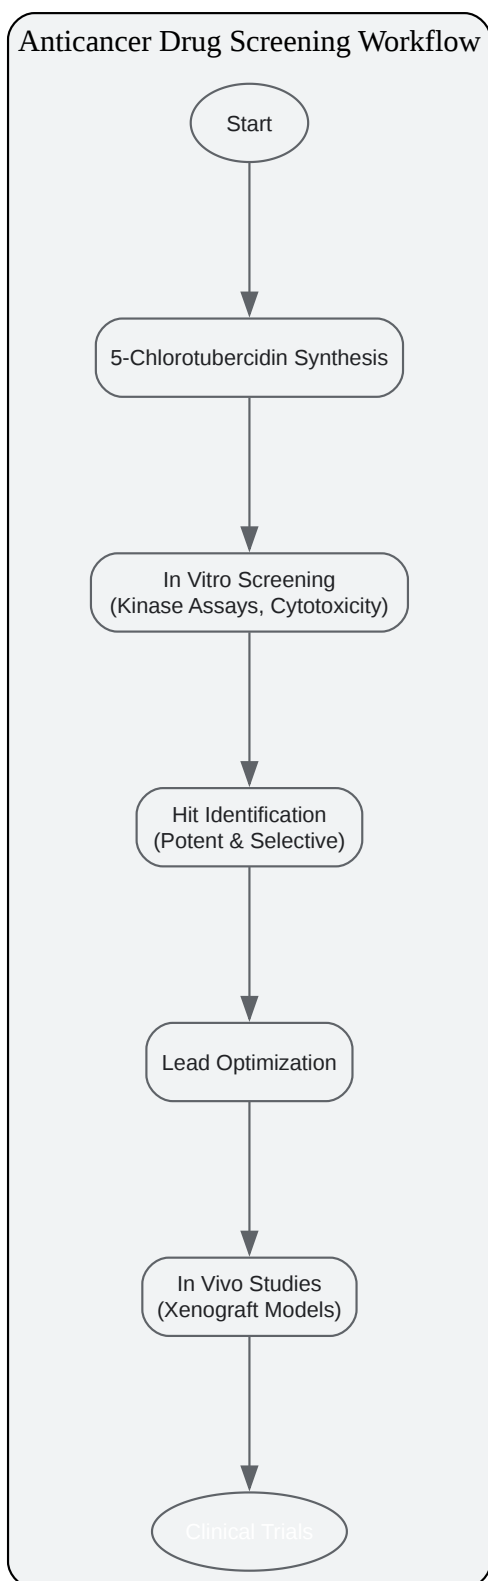 Anticancer Drug Screening Workflow
Start
5-Chlorotubercidin Synthesis
In Vitro Screening
(Kinase Assays, Cytotoxicity)
Hit Identification
(Potent & Selective)
Lead Optimization
In Vivo Studies
(Xenograft Models)
Clinical Trials